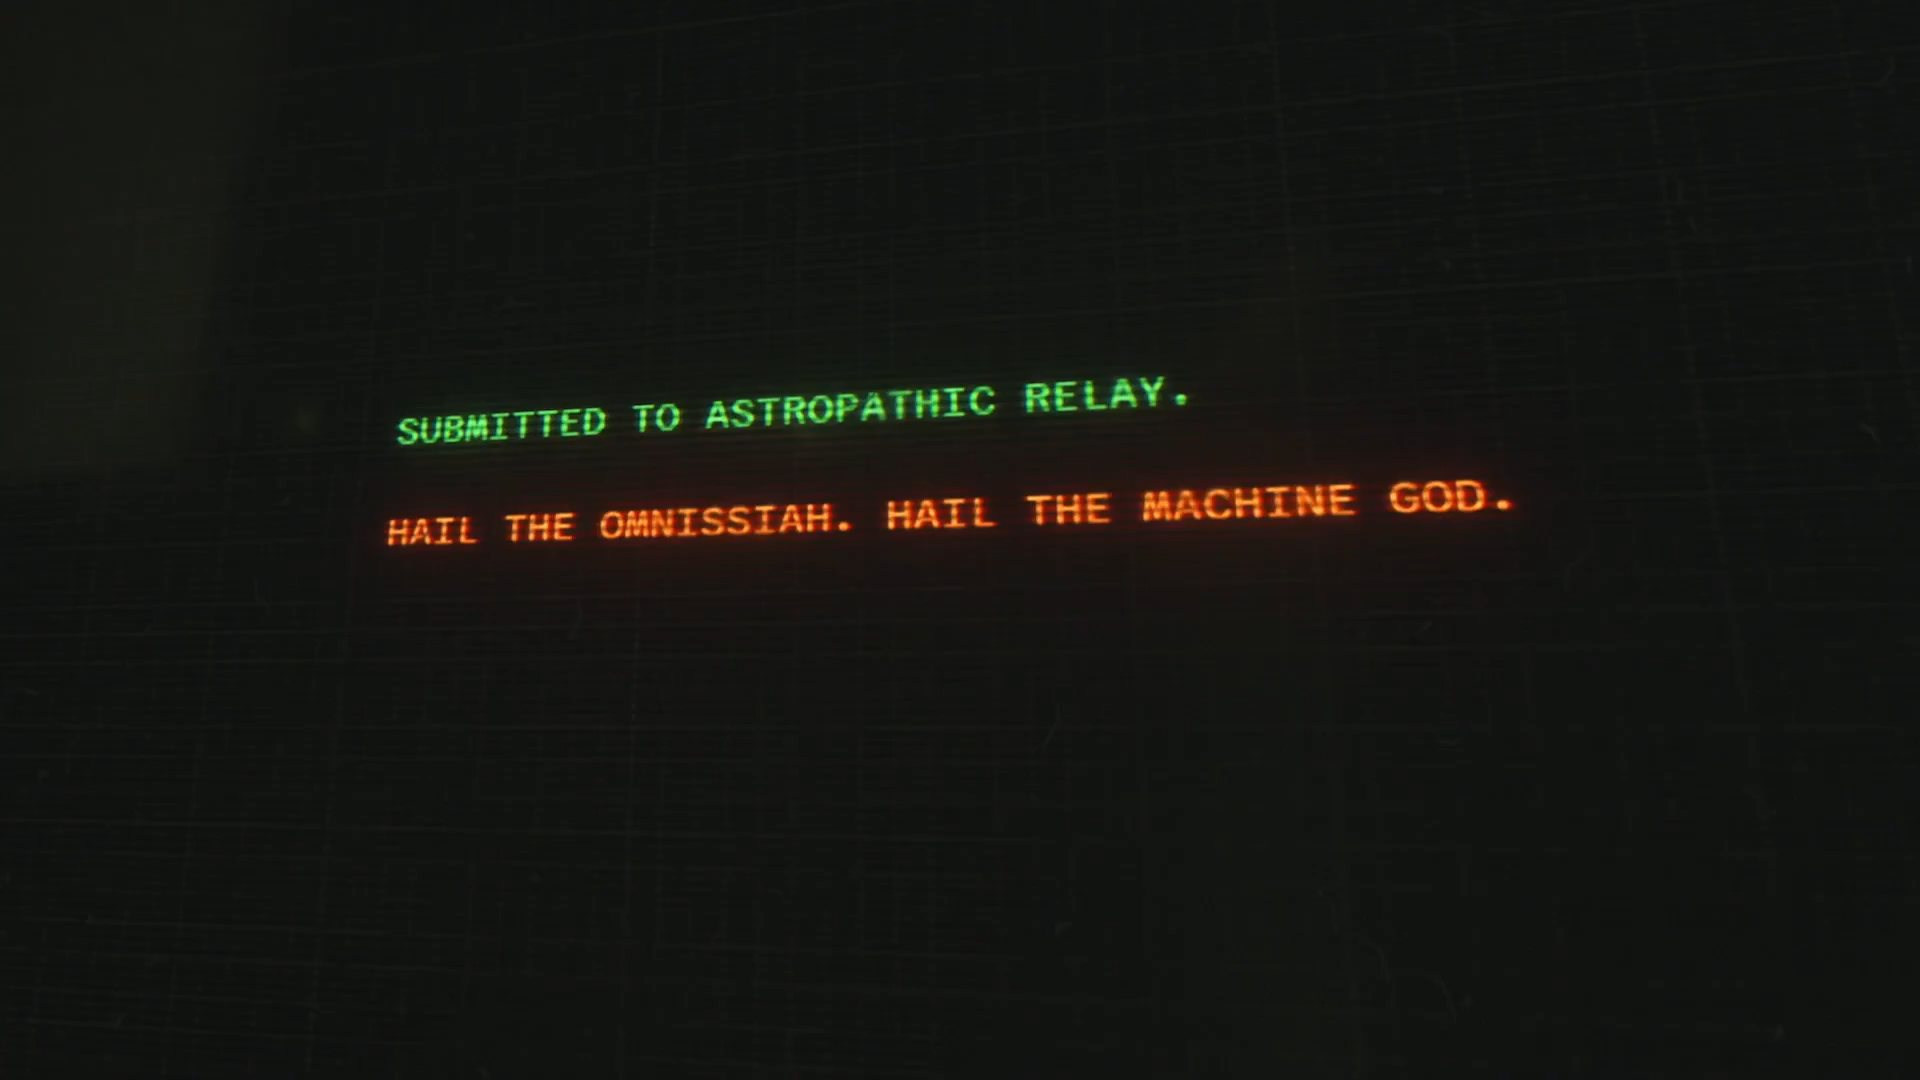 SUBMITTED TO ASTROPATHIC RELAY.
HAIL THE OMNISSIAH. HAIL THE MACHINE GOD.